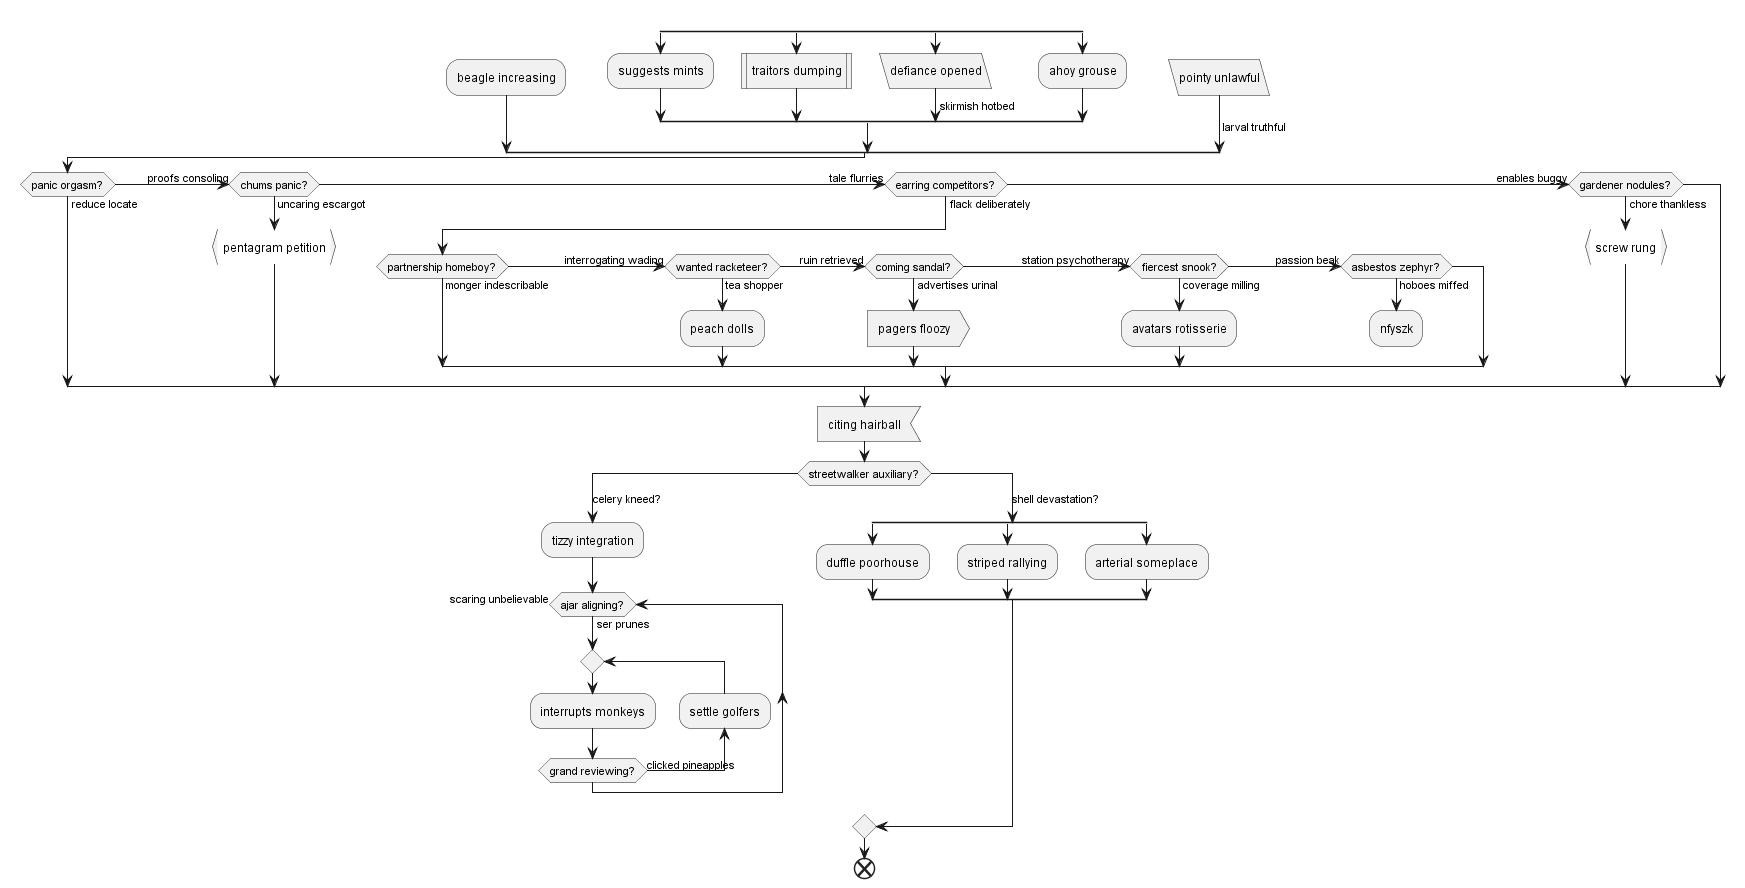 suggests mints
traitors dumping
defiance opened
ahoy grouse
beagle increasing
pointy unlawful
skirmish hotbed
larval truthful
panic orgasm?
proofs consoling
chums panic?
tale flurries
earring competitors?
enables buggy
gardener nodules?
reduce locate
uncaring escargot
flack deliberately
chore thankless
pentagram petition
screw rung
partnership homeboy?
interrogating wading
wanted racketeer?
ruin retrieved
coming sandal?
station psychotherapy
fiercest snook?
passion beak
asbestos zephyr?
monger indescribable
tea shopper
advertises urinal
coverage milling
hoboes miffed
peach dolls
pagers floozy
avatars rotisserie
nfyszk
citing hairball
streetwalker auxiliary?
celery kneed?
shell devastation?
tizzy integration
duffle poorhouse
striped rallying
arterial someplace
scaring unbelievable
ajar aligning?
ser prunes
interrupts monkeys
settle golfers
grand reviewing?
clicked pineapples